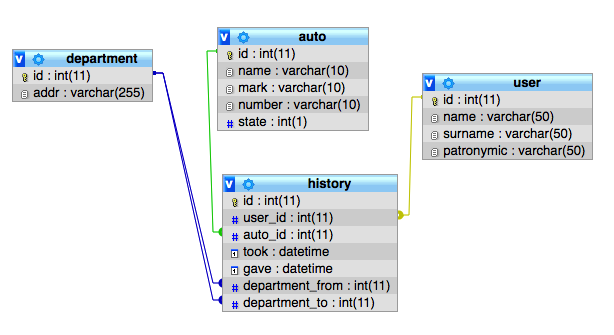 department
id : int(11)
addr : varchar(255)
auto
id : int(11)
name : varchar(10)
mark : varchar(10)
number : varchar(10)
state : int(1)
user
id : int(11)
name : varchar(50)
surname : varchar(50)
patronymic : varchar(50)
history
id : int(11)
user_id : int(11)
auto_id : int(11)
took : datetime
gave : datetime
department_from : int(11)
department_to : int(11)